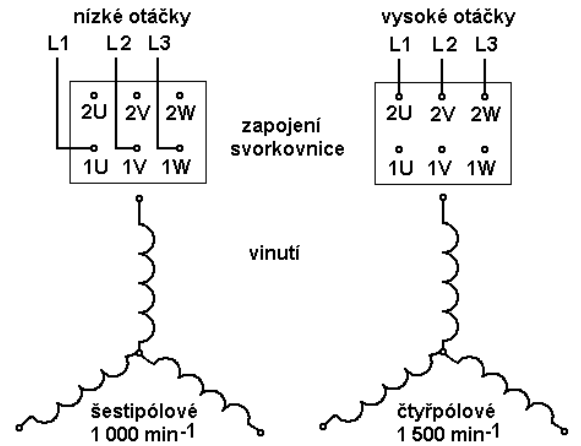 nízké otáčky
L1 L2 L3
2U 2V 2W
1U 1V 1W
vysoké otáčky
L1 L2 L3
2U 2V 2W
1U 1V 1W
zapojení
svorkovnice
vinutí
šestipólové
1 000 min-1
čtyřpólové
1 500 min-1